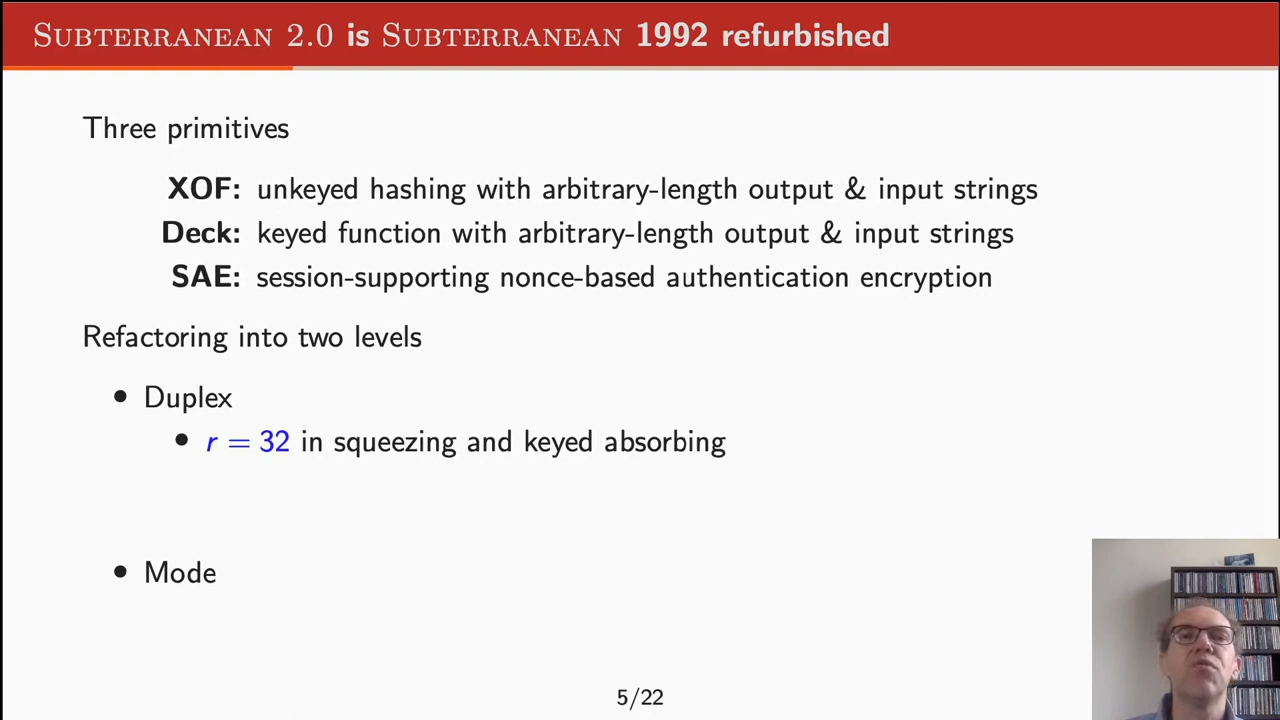 Subterranean 2.0 is Subterranean 1992 refurbished
Three primitives
XOF: unkeyed hashing with arbitrary-length output & input strings
Deck: keyed function with arbitrary-length output & input strings
SAE: session-supporting nonce-based authentication encryption
Refactoring into two levels
• Duplex
• r = 32 in squeezing and keyed absorbing
• Mode
5/22